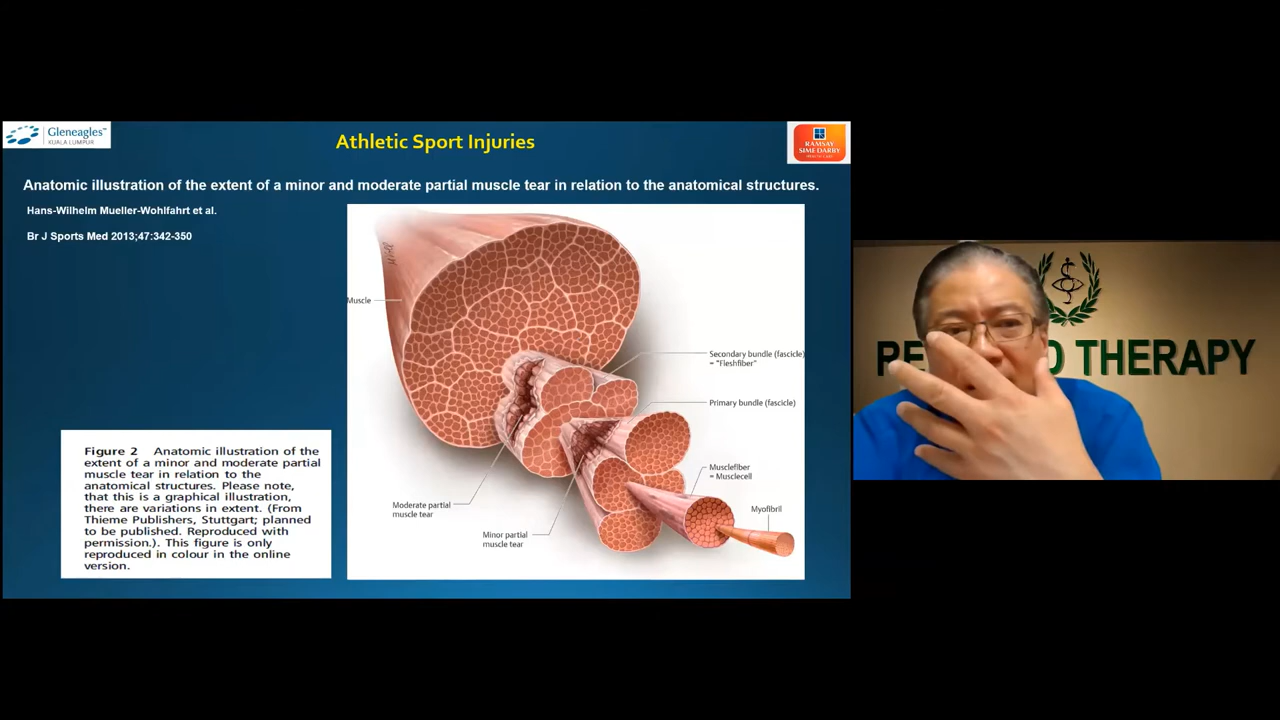 Gleneagles™
KUALA LUMPUR
Athletic Sport Injuries
RAMSAY
SIME DARBY
HEALTH CARE
Anatomic illustration of the extent of a minor and moderate partial muscle tear in relation to the anatomical structures.
Hans-Wilhelm Mueller-Wohlfahrt et al.
Br J Sports Med 2013;47:342-350
Muscle
Secondary bundle (fascicle)
= "Fleshfiber"
Primary bundle (fascicle)
Musclefiber
= Musclecell
Myofibril
Moderate partial
muscle tear
Minor partial
muscle tear
Figure 2 Anatomic illustration of the
extent of a minor and moderate partial
muscle tear in relation to the
anatomical structures. Please note,
that this is a graphical illustration,
there are variations in extent. (From
Thieme Publishers, Stuttgart; planned
to be published. Reproduced with
permission.). This figure is only
reproduced in colour in the online
version.
THERAPY